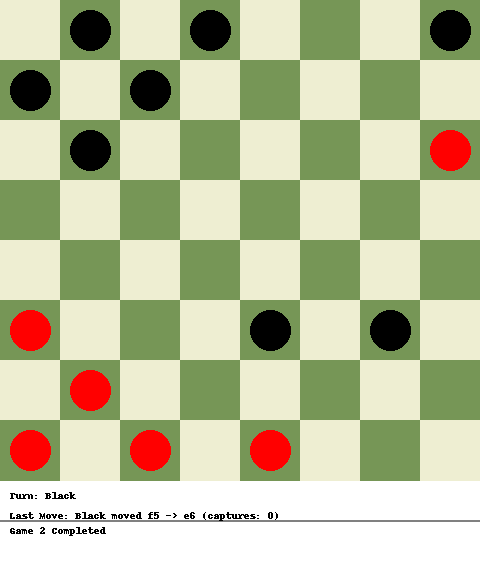 Turn: Black
Last Move: Black moved f5 -> e6 (captures: 0)
Game 2 Completed